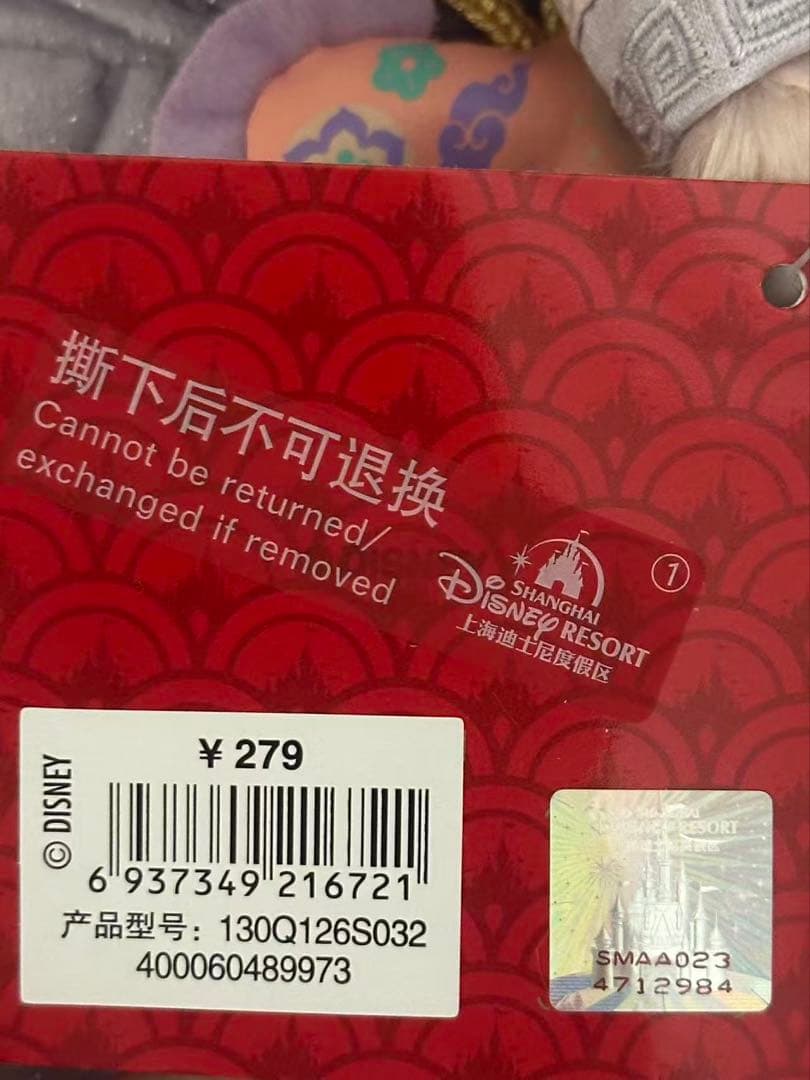 撕下后不可退换
Cannot be returned/
exchanged if removed
1
SHANGHAI
DISNEY RESORT
上海迪士尼度假区
¥ 279
© DISNEY
6 937349 216721
产品型号：130Q126S032
400060489973
RESORT
SMAA023
4712984